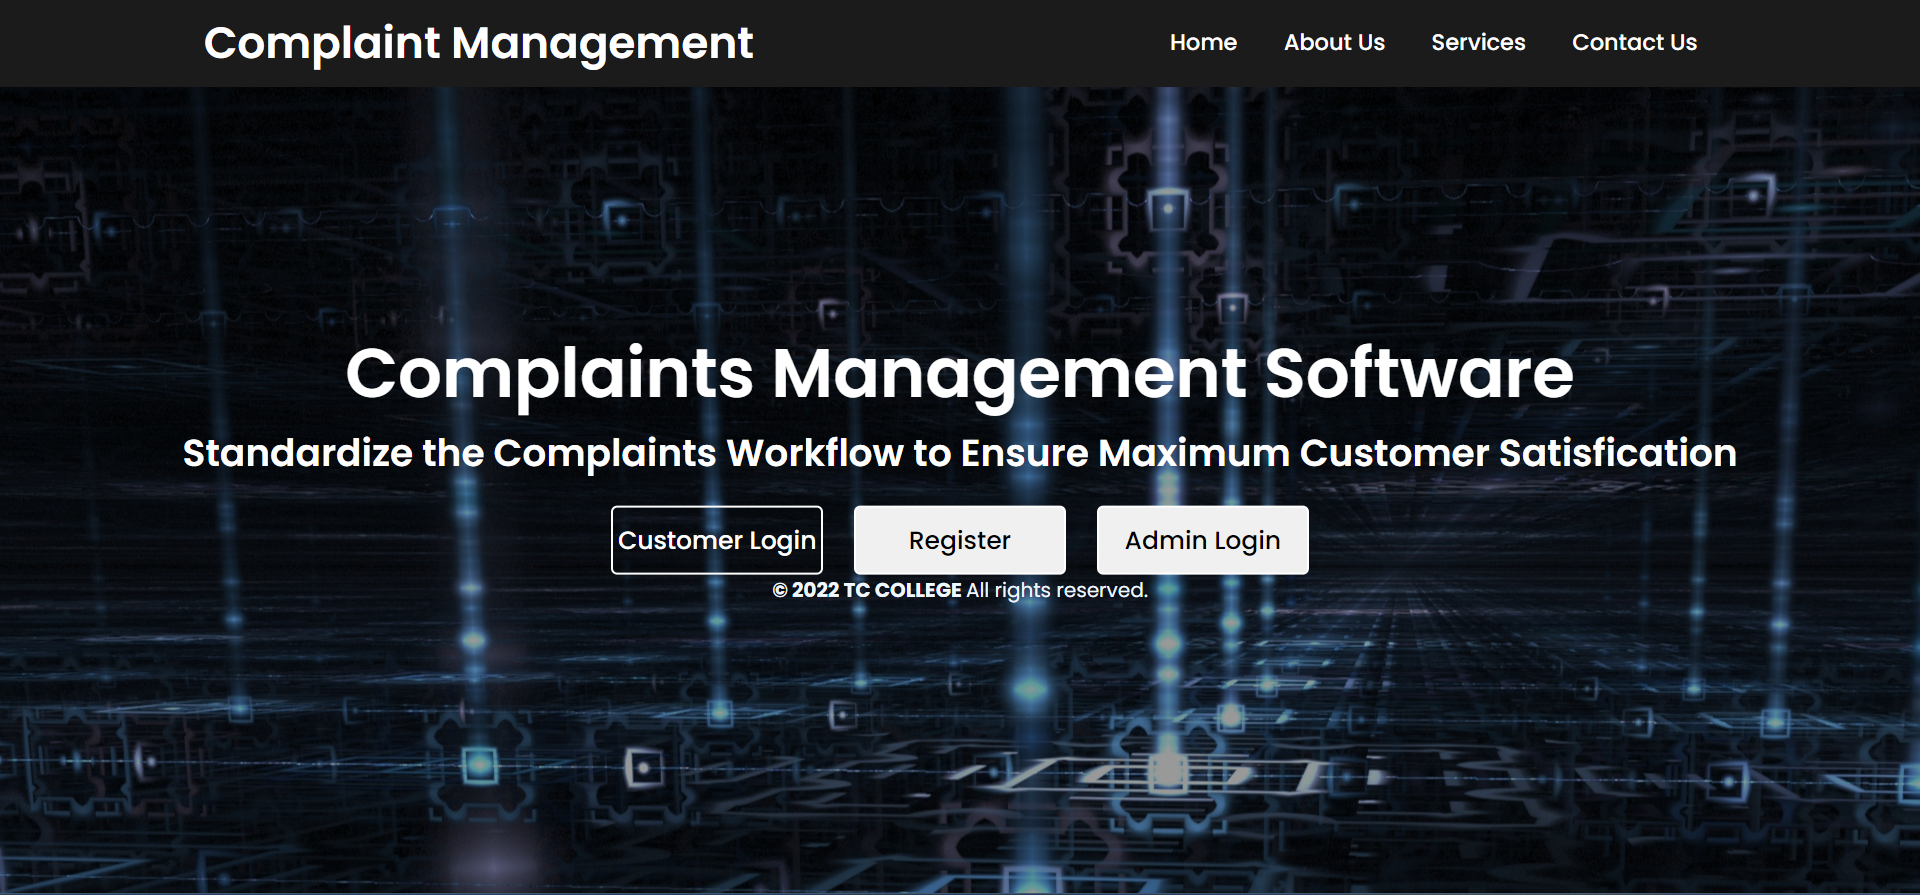 Complaint Management
Home About Us Services Contact Us
Complaints Management Software
Standardize the Complaints Workflow to Ensure Maximum Customer Satisfication
Customer Login Register Admin Login
© 2022 TC COLLEGE All rights reserved.